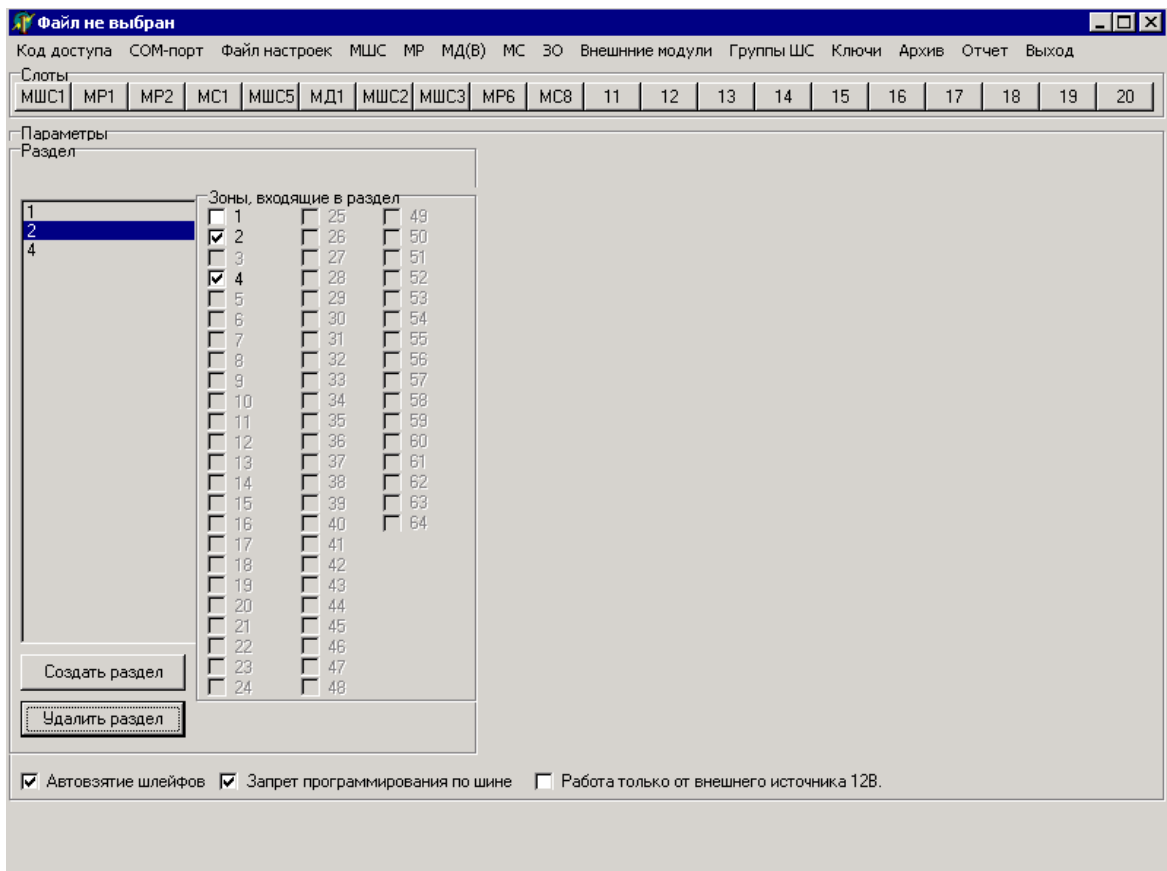 Файл не выбран
Код доступа COM-порт Файл настроек МШС МР МД(В) МС ЗО Внешнние модули Группы ШС Ключи Архив Отчет Выход
Слоты
МШС1 МР1 МР2 МС1 МШС5 МД1 МШС2 МШС3 МР6 МС8 11 12 13 14 15 16 17 18 19 20
Параметры
Раздел
Зоны, входящие в раздел
1
2
4
1 25 49
2 26 50
3 27 51
4 28 52
5 29 53
6 30 54
7 31 55
8 32 56
9 33 57
10 34 58
11 35 59
12 36 60
13 37 61
14 38 62
15 39 63
16 40 64
17 41
18 42
19 43
20 44
21 45
22 46
23 47
24 48
Создать раздел
Удалить раздел
Автовзятие шлейфов Запрет программирования по шине Работа только от внешнего источника 12В.